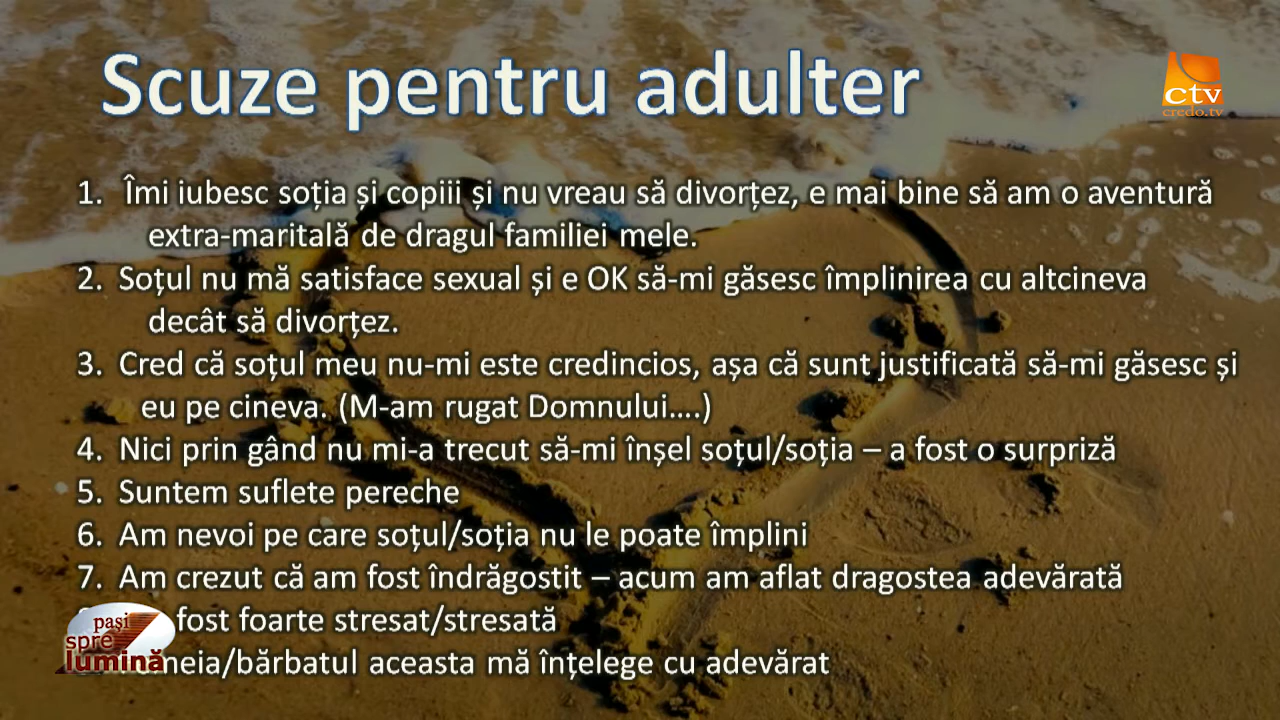 Scuze pentru adulter
ctv
credo.tv
1. Îmi iubesc soția și copiii și nu vreau să divorțez, e mai bine să am o aventură
extra-maritală de dragul familiei mele.
2. Soțul nu mă satisface sexual și e OK să-mi găsesc împlinirea cu altcineva
decât să divorțez.
3. Cred că soțul meu nu-mi este credincios, așa că sunt justificată să-mi găsesc și
eu pe cineva. (M-am rugat Domnului....)
4. Nici prin gând nu mi-a trecut să-mi înșel soțul/soția – a fost o surpriză
5. Suntem suflete pereche
6. Am nevoi pe care soțul/soția nu le poate împlini
7. Am crezut că am fost îndrăgostit – acum am aflat dragostea adevărată
fost foarte stresat/stresată
meia/bărbatul aceasta mă înțelege cu adevărat
pași
spre
lumină